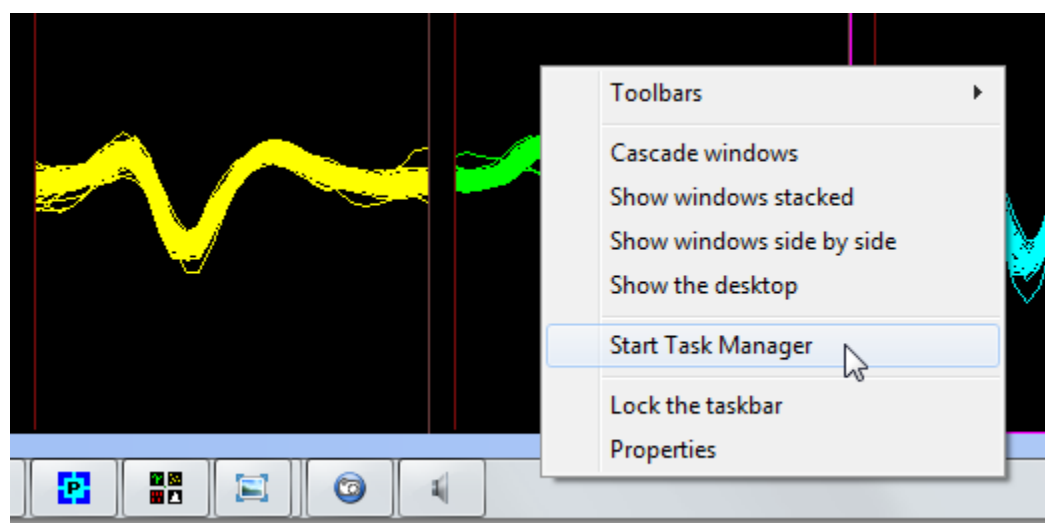 Toolbars
Cascade windows
Show windows stacked
Show windows side by side
Show the desktop
Start Task Manager
Lock the taskbar
Properties
P